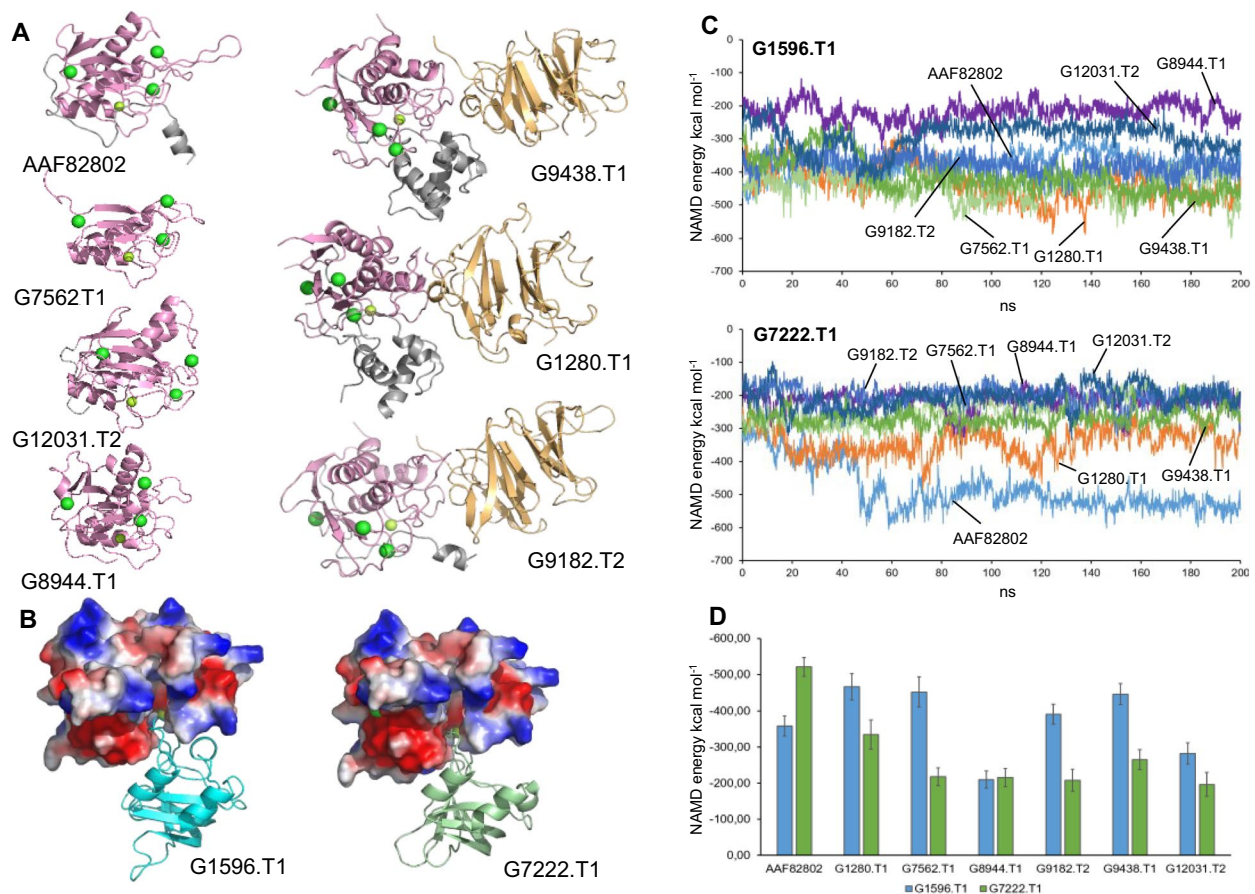 A
AAF82802
G7562T1
G12031.T2
G8944.T1
G9438.T1
G1280.T1
G9182.T2
B
G1596.T1
G7222.T1
C
G1596.T1
NAMD energy kcal mol-1
0
-100
-200
-300
-400
-500
-600
-700
AAF82802
G12031.T2
G8944.T1
G9182.T2
G7562.T1
G1280.T1
G9438.T1
0 20 40 60 80 100 120 140 160 180 200
ns
G7222.T1
NAMD energy kcal mol-1
0
-100
-200
-300
-400
-500
-600
-700
G9182.T2
G7562.T1
G8944.T1
G12031.T2
G1280.T1
G9438.T1
AAF82802
0 20 40 60 80 100 120 140 160 180 200
ns
D
NAMD energy kcal mol-1
-600,00
-500,00
-400,00
-300,00
-200,00
-100,00
0,00
AAF82802 G1280.T1 G7562.T1 G8944.T1 G9182.T2 G9438.T1 G12031.T2
G1596.T1 G7222.T1